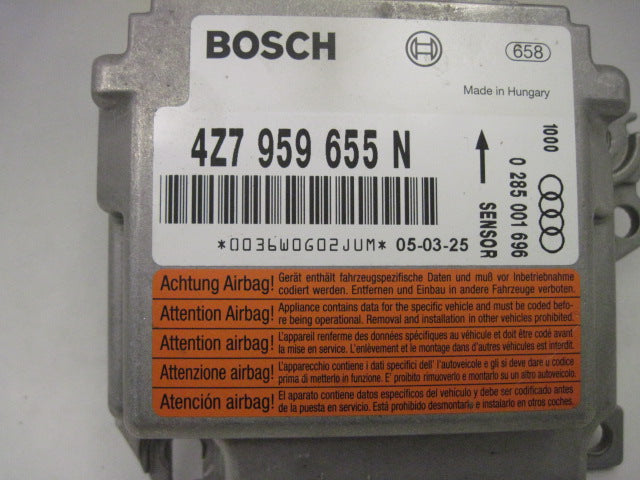 BOSCH
658
Made in Hungary
4Z7 959 655 N
*0036W0G02JUM* 05-03-25
SENSOR
0 285 001 696
1000
Achtung Airbag! Gerät enthält fahrzeugspezifische Daten und muß vor Inbetriebnahme
codiert werden. Entfernen und Einbau in andere Fahrzeuge verboten.
Attention Airbag! Appliance contains data for the specific vehicle and must be coded befo-
re being operational. Removal and installation in other vehicles prohibited.
Attention airbag! L'appareil renferme des données spécifiques au véhicule et doit être codé avant
la mise en service. L'enlèvement et le montage dans d'autres véhicules est interdit.
Attenzione airbag! L'apparecchio contiene i dati specifici dell' l'autoveicole e gli si deve dare u codice
prima di metterlo in funzione. E' proibito rimuoverlo e montarlo su un altro autoveicolo.
Atención airbag! El aparato contiene datos específicos del vehículo y debe ser codificado antes
de la puesta en servicio. Está prohibido desmontarlo e instalarlo en otros coches.